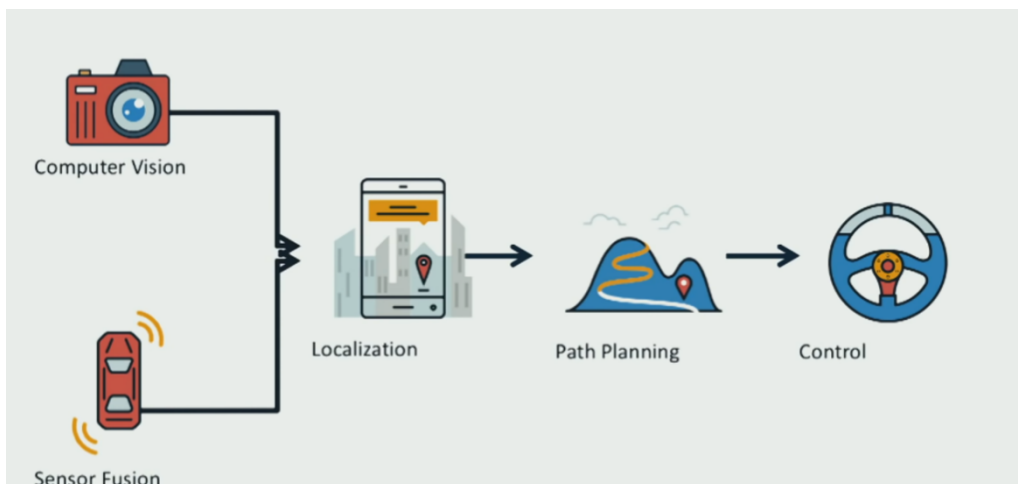 Computer Vision
Localization
Path Planning
Control
Sensor Fusion